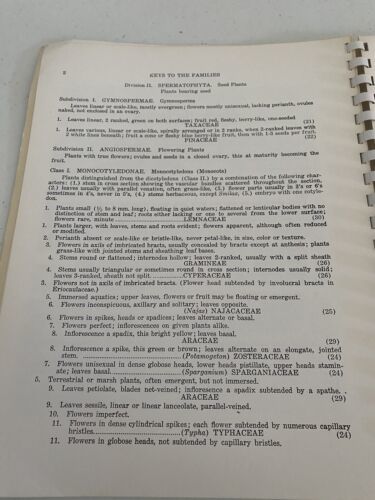 2 KEYS TO THE FAMILIES
Division II. SPERMATOPHYTA. Seed Plants
Plants bearing seed
Subdivision I. GYMNOSPERMAE. Gymnosperms
Leaves linear or scale-like, mostly evergreen; flowers mostly unisexual, lacking perianth, ovules
naked, not enclosed in an ovary.
1. Leaves linear, 2 ranked, green on both surfaces; fruit red, fleshy, berry-like, one-seeded
TAXACEAE (21)
1. Leaves various, linear or scale-like, spirally arranged or in 2 ranks, when 2-ranked leaves with
2 white lines beneath; fruit a cone or fleshy blue berry-like fruit, then with 1-3 seeds per fruit.
PINACEAE (22)
Subdivision II. ANGIOSPERMAE. Flowering Plants
Plants with true flowers; ovules and seeds in a closed ovary, this at maturity becoming the
fruit.
Class I. MONOCOTYLEDONAE. Monocotyledons (Monocots)
Plants distinguished from the dicotyledons (Class II.) by a combination of the following char-
acters: (1.) stem in cross section showing the vascular bundles scattered throughout the section,
(2.) leaves usually with parallel venation, often grass-like, (3.) flower parts usually in 3's or 6's
sometimes in 4's, never in 5's, (4.) stems herbaceous, except Smilax, (5.) embryo with one cotyle-
don.
1. Plants small (½ to 8 mm. long), floating in quiet waters; flattened or lenticular bodies with no
distinction of stem and leaf; roots either lacking or one to several from the lower surface;
flowers rare, minute LEMNACEAE (30)
1. Plants larger, with leaves, stems and roots evident; flowers apparent, although often reduced
or modified.
2. Perianth absent or scale-like or bristle-like, never petal-like, in size, color or texture.
3. Flowers in axils of imbricated bracts, usually concealed by bracts except at anthesis; plants
grass-like with jointed stems and sheathing leaf bases.
4. Stems round or flattened; internodes hollow; leaves 2-ranked, usually with a split sheath
GRAMINEAE (26)
4. Stems usually triangular or sometimes round in cross section; internodes usually solid;
leaves 3-ranked, sheath not split CYPERACEAE (26)
3. Flowers not in axils of imbricated bracts. (Flower head subtended by involucral bracts in
Eriocaulaceae.)
5. Immersed aquatics; upper leaves, flowers or fruit may be floating or emergent.
6. Flowers inconspicuous, axillary and solitary; leaves opposite.
(Najas) NAJACACEAE (25)
6. Flowers in spikes, heads or spadices; leaves alternate or basal.
7. Flowers perfect; inflorescences on given plants alike.
8. Inflorescence a spadix, this bright yellow; leaves basal.
ARACEAE (29)
8. Inflorescence a spike, this green or brown; leaves alternate on an elongate, jointed
stem. (Potamogeton) ZOSTERACEAE (24)
7. Flowers unisexual in dense globose heads, lower heads pistillate, upper heads stamin-
ate; leaves basal (Sparganium) SPARGANIACEAE (24)
5. Terrestrial or marsh plants, often emergent, but not immersed.
9. Leaves petiolate, blades net-veined; inforesence a spadix subtended by a spathe.
ARACEAE (29)
9. Leaves sessile, linear or linear lanceolate, parallel-veined.
10. Flowers imperfect.
11. Flowers in dense cylindrical spikes; each flower subtended by numerous capillary
bristles (Typha) TYPHACEAE (24)
11. Flowers in globose heads, not subtended by capillary bristles.